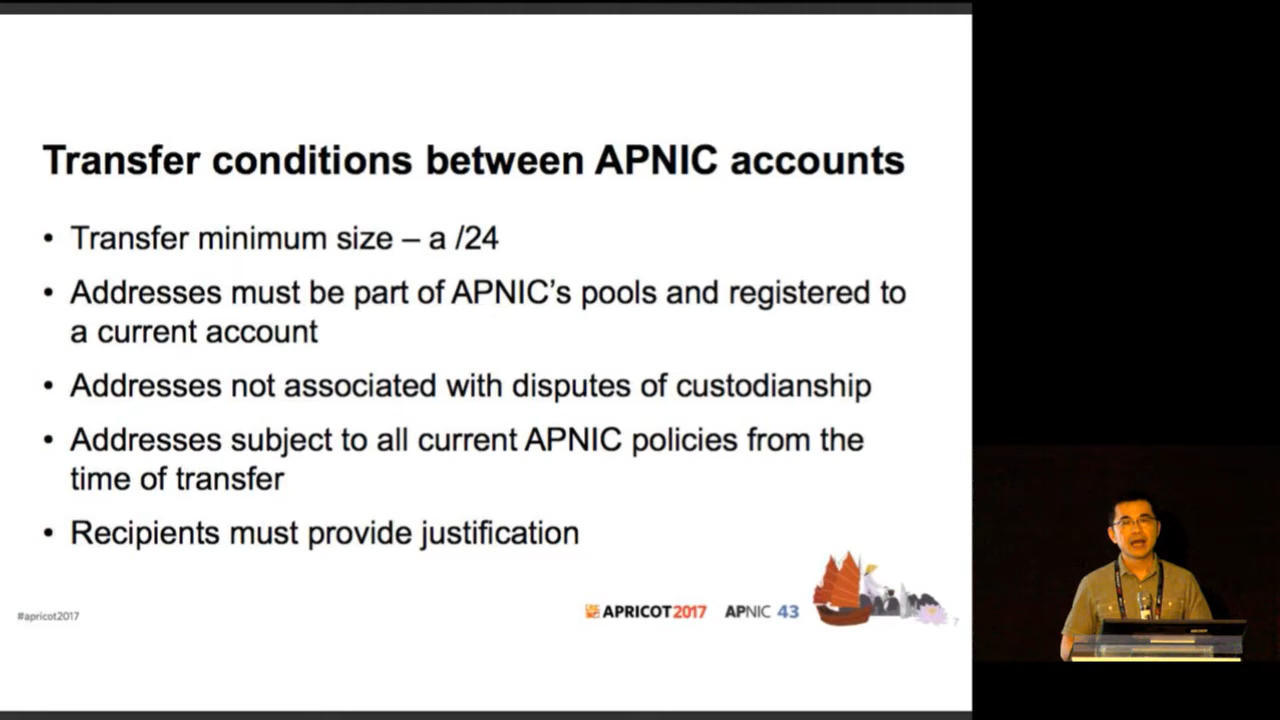 Transfer conditions between APNIC accounts
• Transfer minimum size – a /24
• Addresses must be part of APNIC’s pools and registered to
a current account
• Addresses not associated with disputes of custodianship
• Addresses subject to all current APNIC policies from the
time of transfer
• Recipients must provide justification
#apricot2017
APRICOT2017 APNIC 43
7